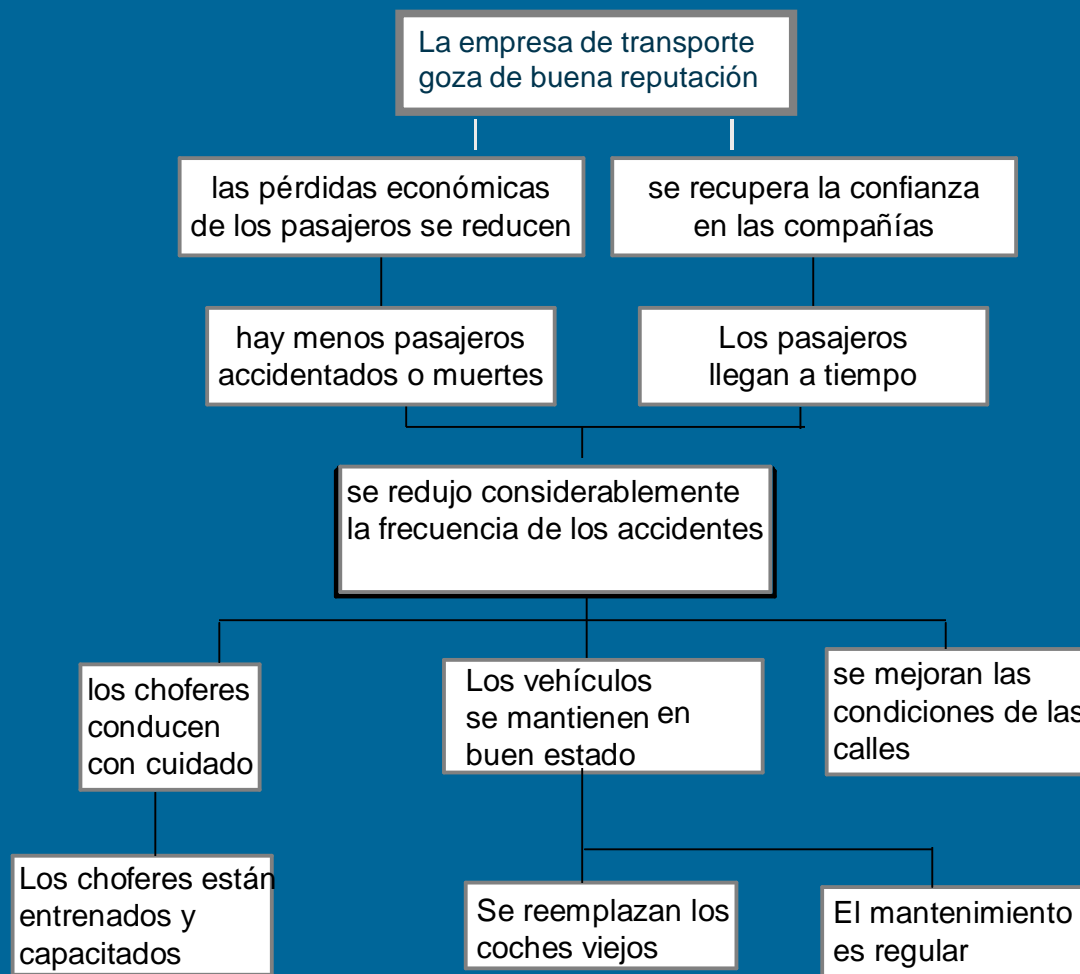 La empresa de transporte
goza de buena reputación
las pérdidas económicas
de los pasajeros se reducen
se recupera la confianza
en las compañías
hay menos pasajeros
accidentados o muertes
Los pasajeros
llegan a tiempo
se redujo considerablemente
la frecuencia de los accidentes
los choferes
conducen
con cuidado
Los vehículos
se mantienen en
buen estado
se mejoran las
condiciones de las
calles
Los choferes están
entrenados y
capacitados
Se reemplazan los
coches viejos
El mantenimiento
es regular